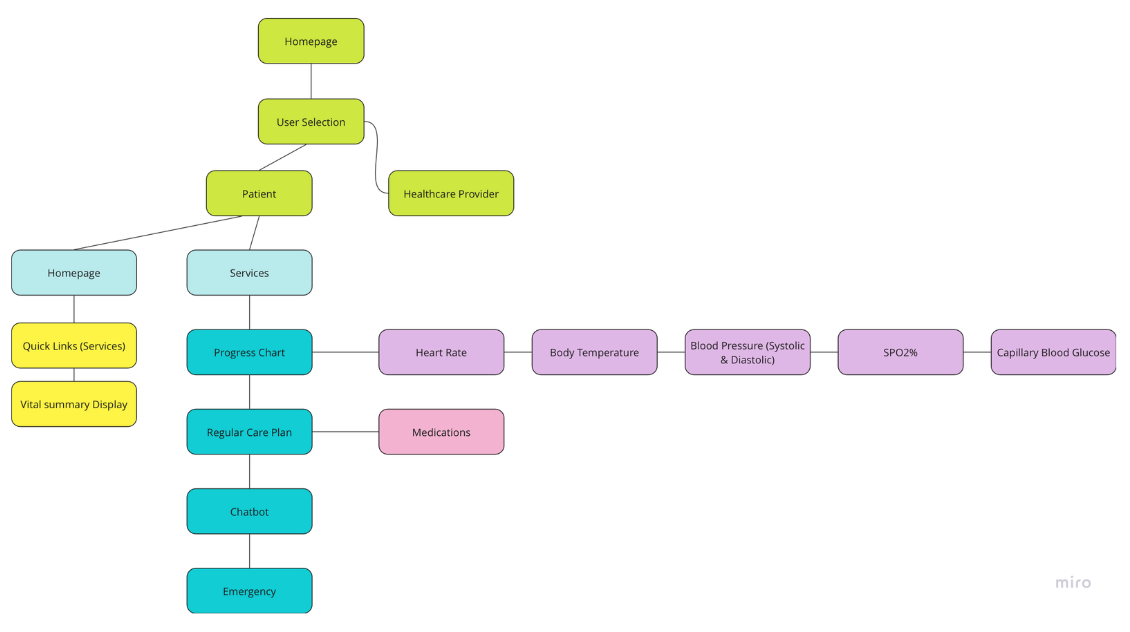 Homepage
User Selection
Patient
Healthcare Provider
Homepage
Services
Quick Links (Services)
Progress Chart
Heart Rate
Body Temperature
Blood Pressure (Systolic
& Diastolic)
SPO2%
Capillary Blood Glucose
Vital summary Display
Regular Care Plan
Medications
Chatbot
Emergency
miro